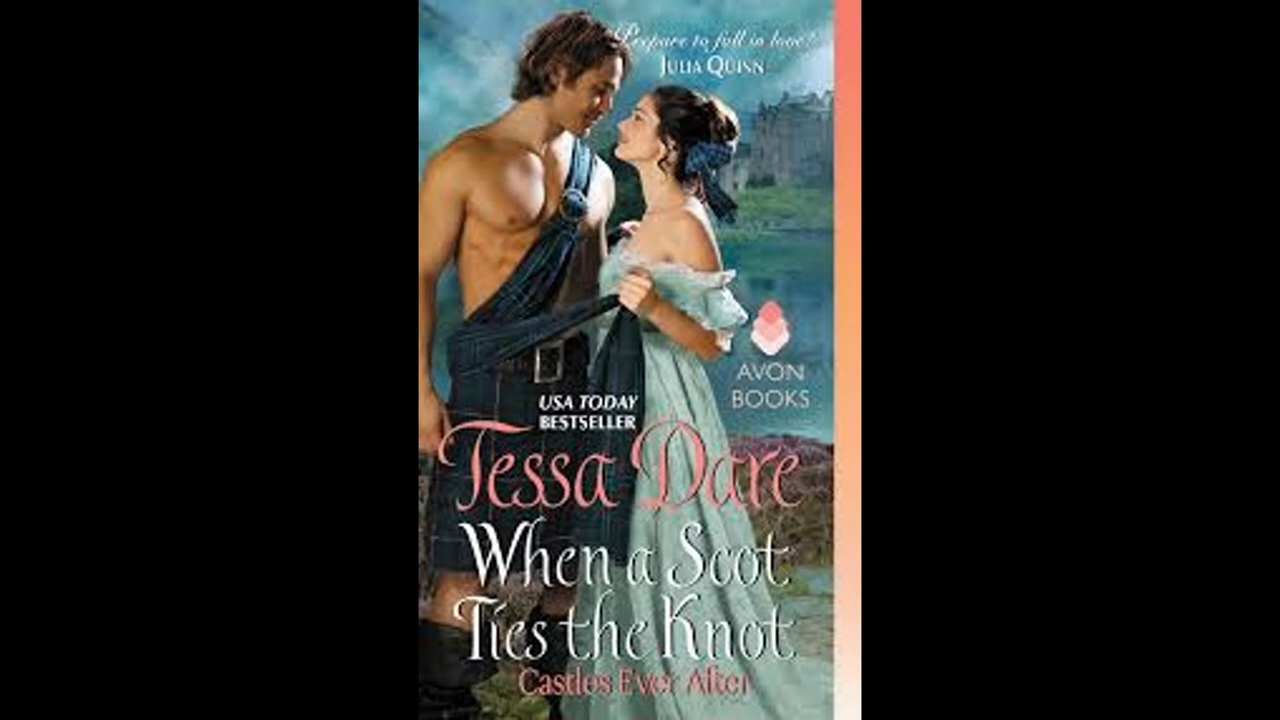 Prepare to fall in love!
JULIA QUINN
AVON
BOOKS
USA TODAY
BESTSELLER
Tessa Dare
When a Scot
Ties the Knot
Castles Ever After